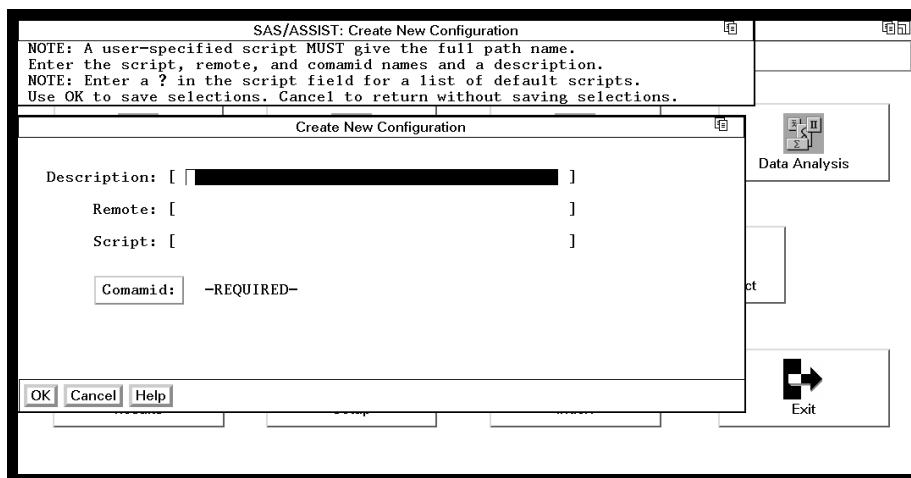 SAS/ASSIST: Create New Configuration
NOTE: A user-specified script MUST give the full path name.
Enter the script, remote, and comamid names and a description.
NOTE: Enter a ? in the script field for a list of default scripts.
Use OK to save selections. Cancel to return without saving selections.
Create New Configuration
Description: [ ]
Remote: [ ]
Script: [ ]
Comamid: -REQUIRED-
OK Cancel Help
Data Analysis
ct
Exit